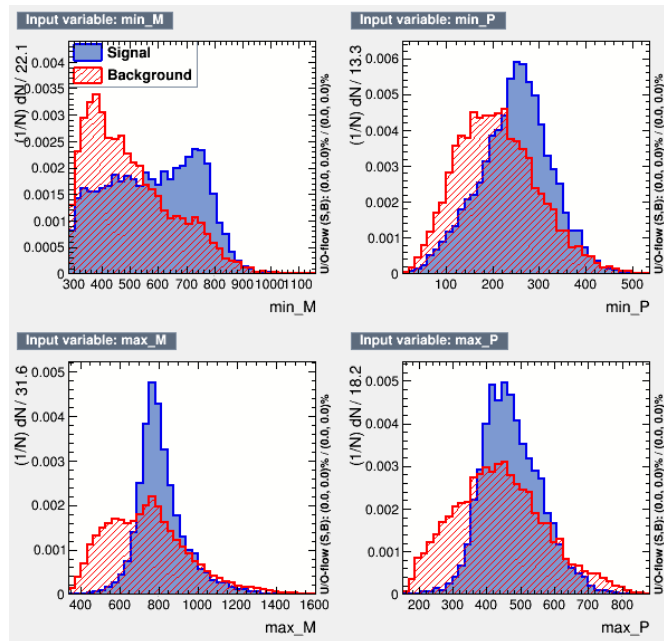 Input variable: min_M
(1/N) dN / 22.1
0.004
0.0035
0.003
0.0025
0.002
0.0015
0.001
0.0005
0
Signal
Background
300 400 500 600 700 800 900 1000 1100
min_M
U/O-flow (S,B): (0.0, 0.0)% / (0.0, 0.0)%
Input variable: min_P
(1/N) dN / 13.3
0.006
0.005
0.004
0.003
0.002
0.001
0
100 200 300 400 500
min_P
U/O-flow (S,B): (0.0, 0.0)% / (0.0, 0.0)%
Input variable: max_M
(1/N) dN / 31.6
0.005
0.004
0.003
0.002
0.001
0
400 600 800 1000 1200 1400 1600
max_M
U/O-flow (S,B): (0.0, 0.0)% / (0.0, 0.0)%
Input variable: max_P
(1/N) dN / 18.2
0.005
0.004
0.003
0.002
0.001
0
200 300 400 500 600 700 800
max_P
U/O-flow (S,B): (0.0, 0.0)% / (0.0, 0.0)%